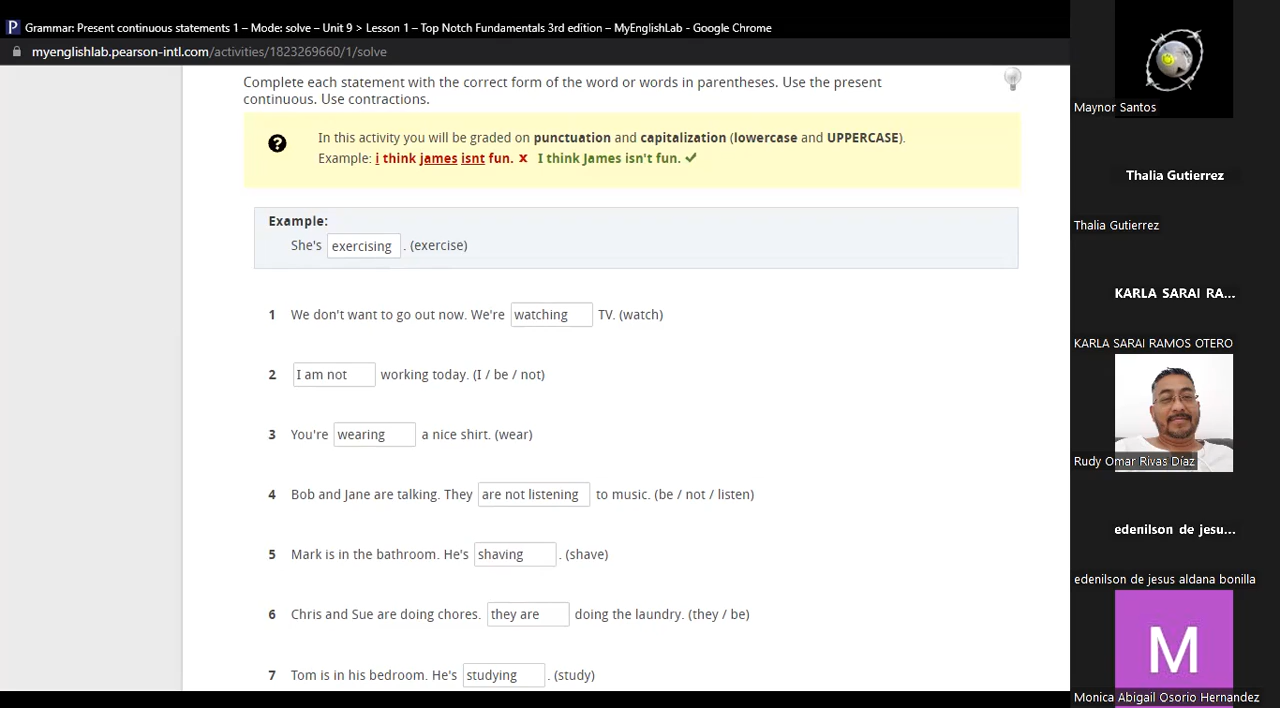 Grammar: Present continuous statements 1 – Mode: solve – Unit 9 > Lesson 1 – Top Notch Fundamentals 3rd edition – MyEnglishLab - Google Chrome
myenglishlab.pearson-intl.com/activities/1823269660/1/solve
Complete each statement with the correct form of the word or words in parentheses. Use the present
continuous. Use contractions.
In this activity you will be graded on punctuation and capitalization (lowercase and UPPERCASE).
Example: i think james isnt fun. x I think James isn't fun. ✔
Example:
She's exercising . (exercise)
1 We don't want to go out now. We're watching TV. (watch)
2 I am not working today. (I / be / not)
3 You're wearing a nice shirt. (wear)
4 Bob and Jane are talking. They are not listening to music. (be / not / listen)
5 Mark is in the bathroom. He's shaving . (shave)
6 Chris and Sue are doing chores. they are doing the laundry. (they / be)
7 Tom is in his bedroom. He's studying . (study)
Maynor Santos
Thalia Gutierrez
Thalia Gutierrez
KARLA SARAI RA...
KARLA SARAI RAMOS OTERO
Rudy Omar Rivas Díaz
edenilson de jesu...
edenilson de jesus aldana bonilla
M
Monica Abigail Osorio Hernandez